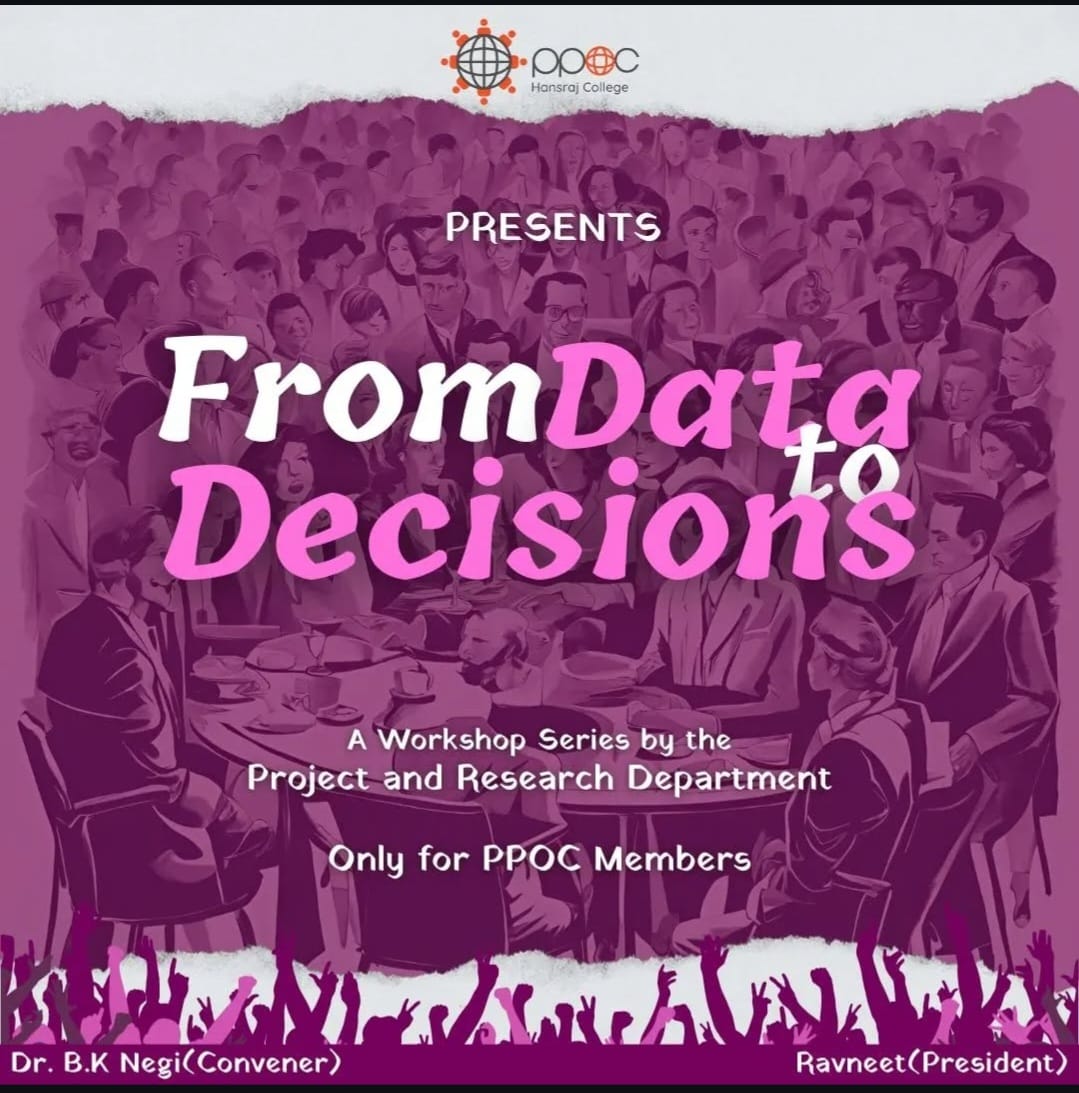 ppoc
Hansraj College
PRESENTS
From Data
to
Decisions
A Workshop Series by the
Project and Research Department
Only for PPOC Members
Dr. B.K Negi(Convener)
Ravneet(President)